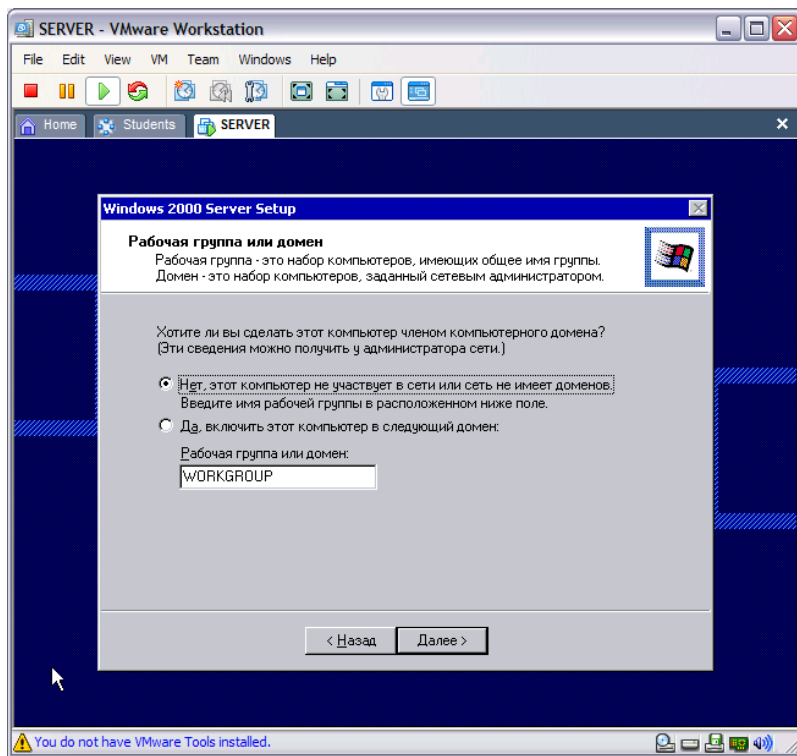 SERVER - VMware Workstation
File Edit View VM Team Windows Help
Home Students SERVER
Windows 2000 Server Setup
Рабочая группа или домен
Рабочая группа - это набор компьютеров, имеющих общее имя группы.
Домен - это набор компьютеров, заданный сетевым администратором.
Хотите ли вы сделать этот компьютер членом компьютерного домена?
(Эти сведения можно получить у администратора сети.)
Нет, этот компьютер не участвует в сети или сеть не имеет доменов.
Введите имя рабочей группы в расположенном ниже поле.
Да, включить этот компьютер в следующий домен:
Рабочая группа или домен:
WORKGROUP
< Назад Далее >
You do not have VMware Tools installed.